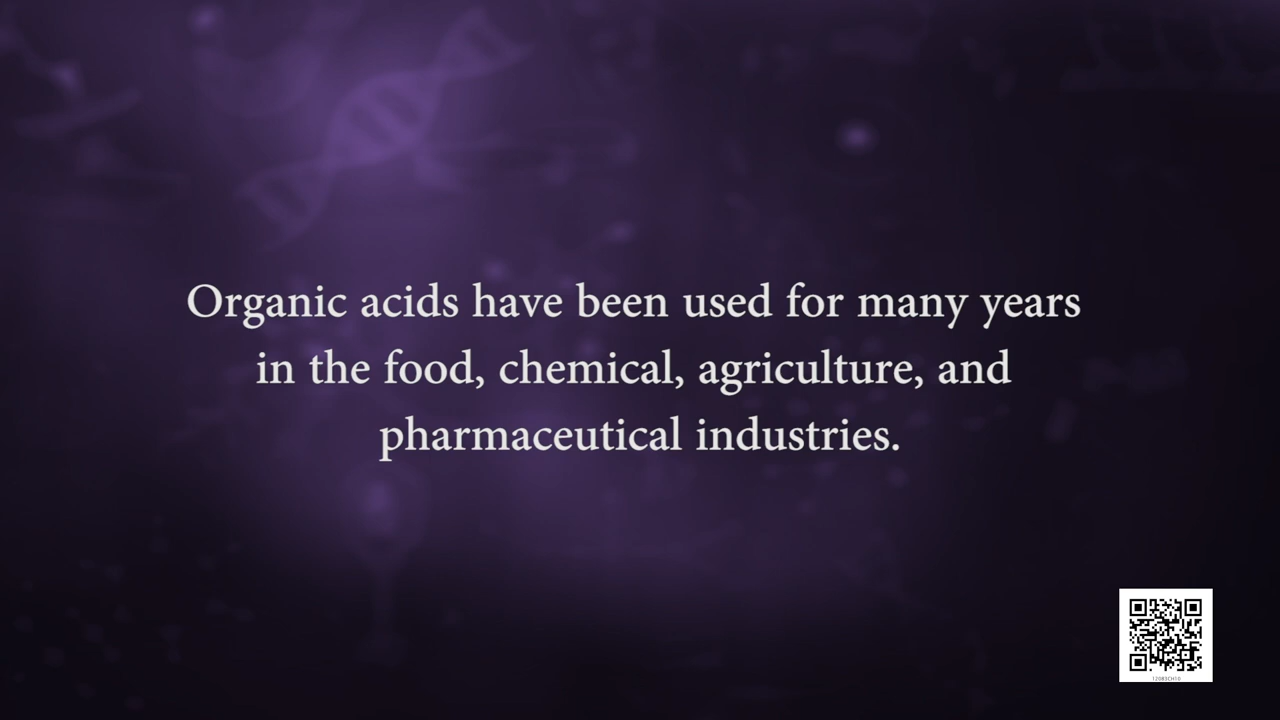 Organic acids have been used for many years
in the food, chemical, agriculture, and
pharmaceutical industries.